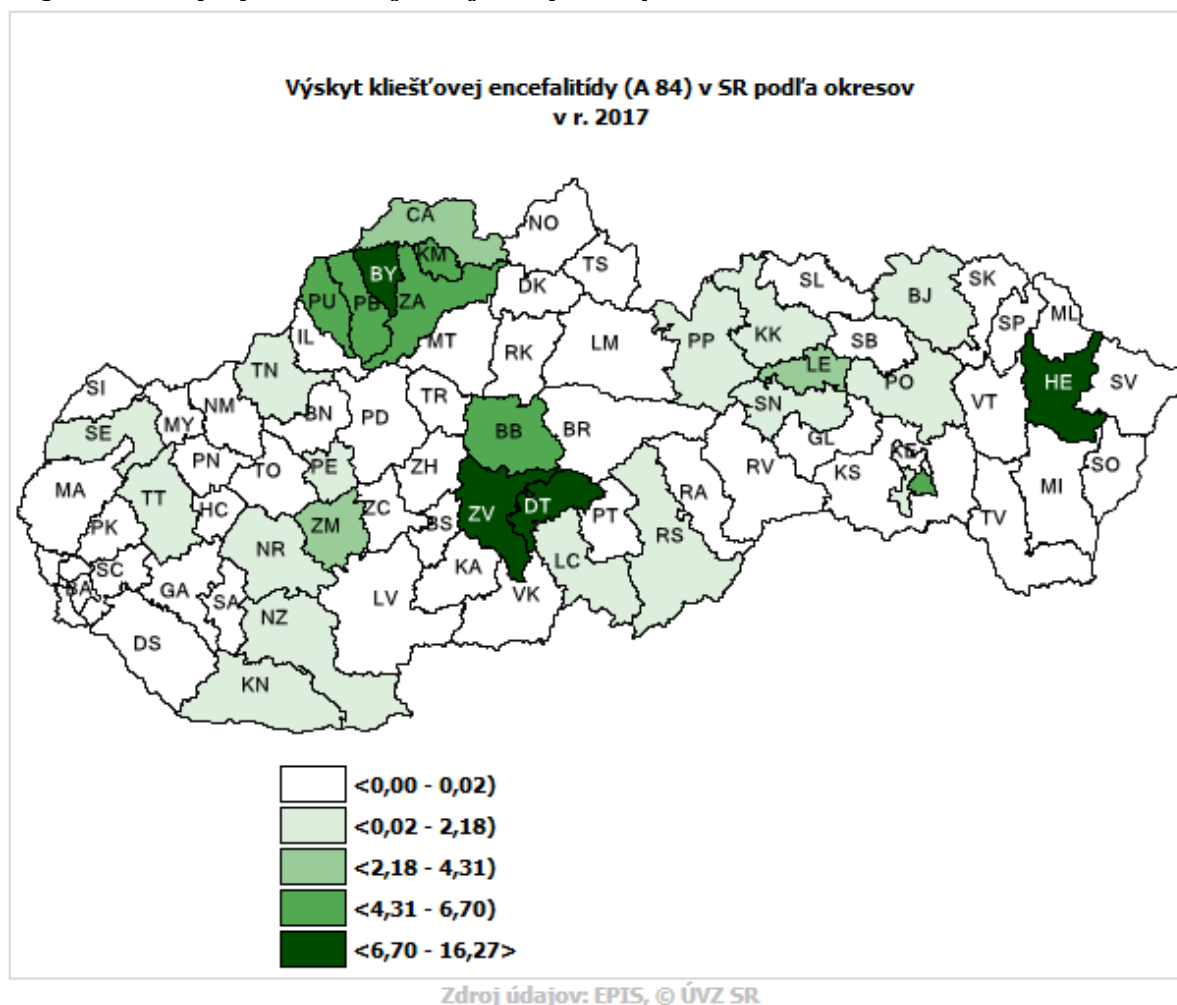 Výskyt kliešťovej encefalitídy (A 84) v SR podľa okresov
v r. 2017
CA
NO
KM
BY
TS
PU
PB
ZA
DK
SL
SK
BJ
ML
SP
IL
MT
RK
LM
PP
KK
SB
TN
LE
PO
HE
SV
SI
NM
MY
BN
PD
TR
SN
VT
SE
BB
BR
GL
KE
PN
TO
PE
ZH
RV
KS
SO
MA
TT
HC
ZC
ZV
DT
PT
RA
MI
PK
ZM
BS
RS
TV
NR
SC
KA
LC
BA
GA
SA
LV
VK
NZ
DS
KN
<0,00 - 0,02)
<0,02 - 2,18)
<2,18 - 4,31)
<4,31 - 6,70)
<6,70 - 16,27>
Zdroj údajov: EPIS, © ÚVZ SR